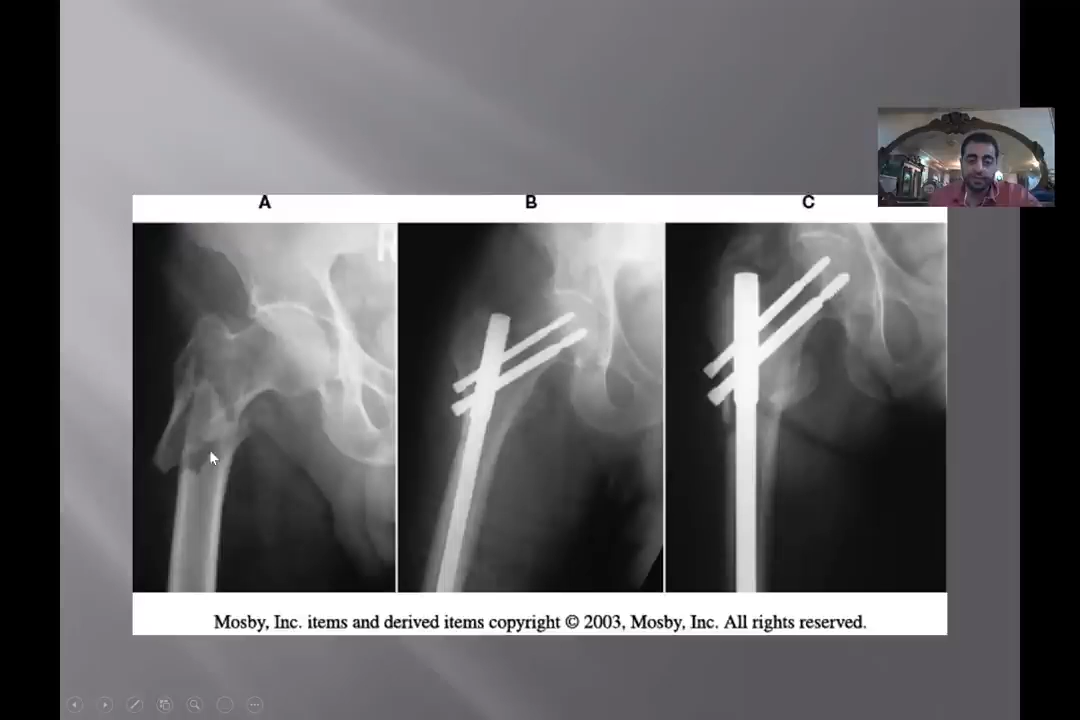 A
B
C
R
Mosby, Inc. items and derived items copyright © 2003, Mosby, Inc. All rights reserved.